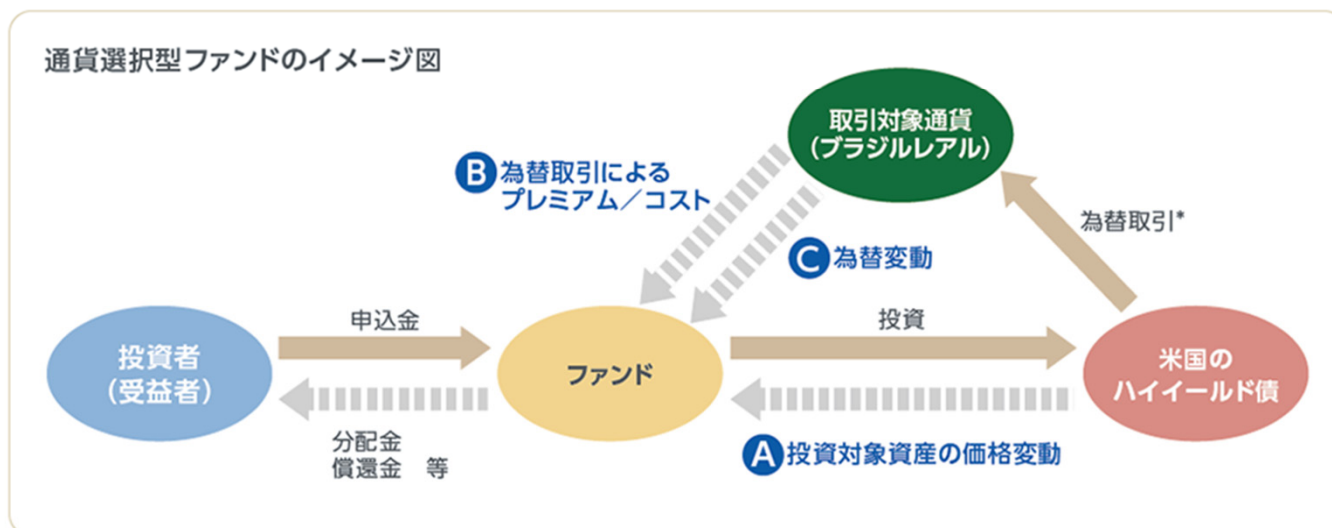 通貨選択型ファンドのイメージ図
取引対象通貨
(ブラジルレアル)
B 為替取引による
プレミアム／コスト
為替取引*
C 為替変動
申込金
投資
投資者
(受益者)
ファンド
米国の
ハイイールド債
分配金
償還金 等
A 投資対象資産の価格変動